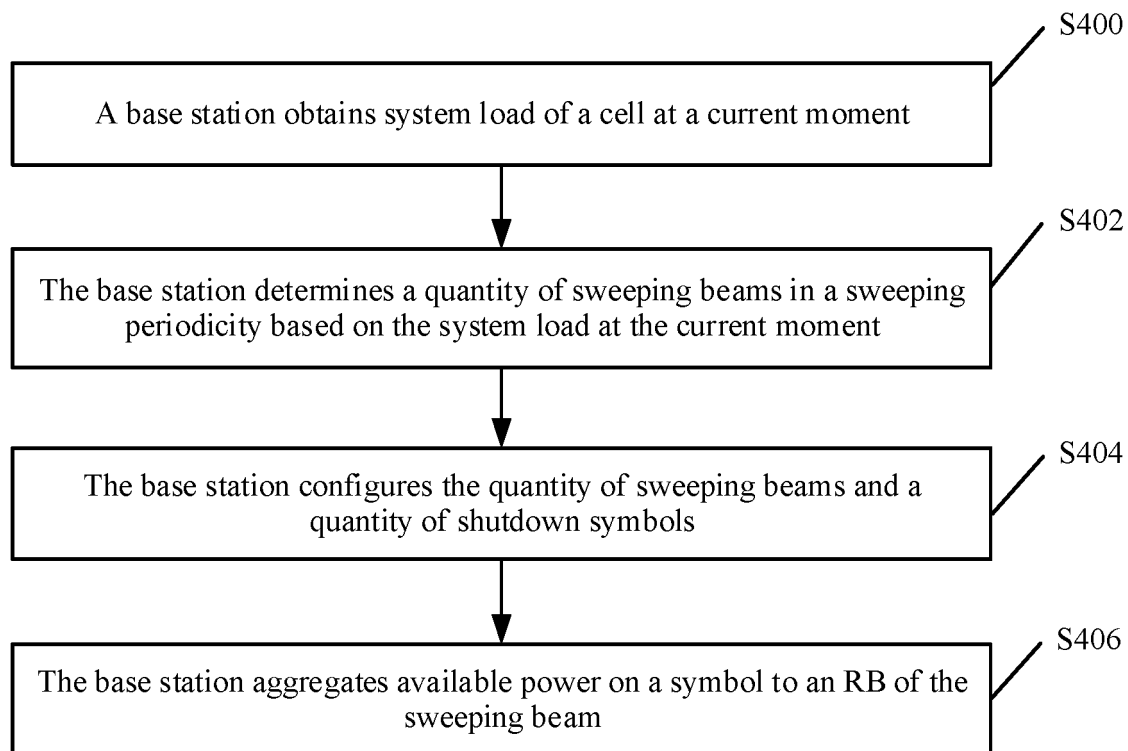 S400
A base station obtains system load of a cell at a current moment
S402
The base station determines a quantity of sweeping beams in a sweeping
periodicity based on the system load at the current moment
S404
The base station configures the quantity of sweeping beams and a
quantity of shutdown symbols
S406
The base station aggregates available power on a symbol to an RB of the
sweeping beam